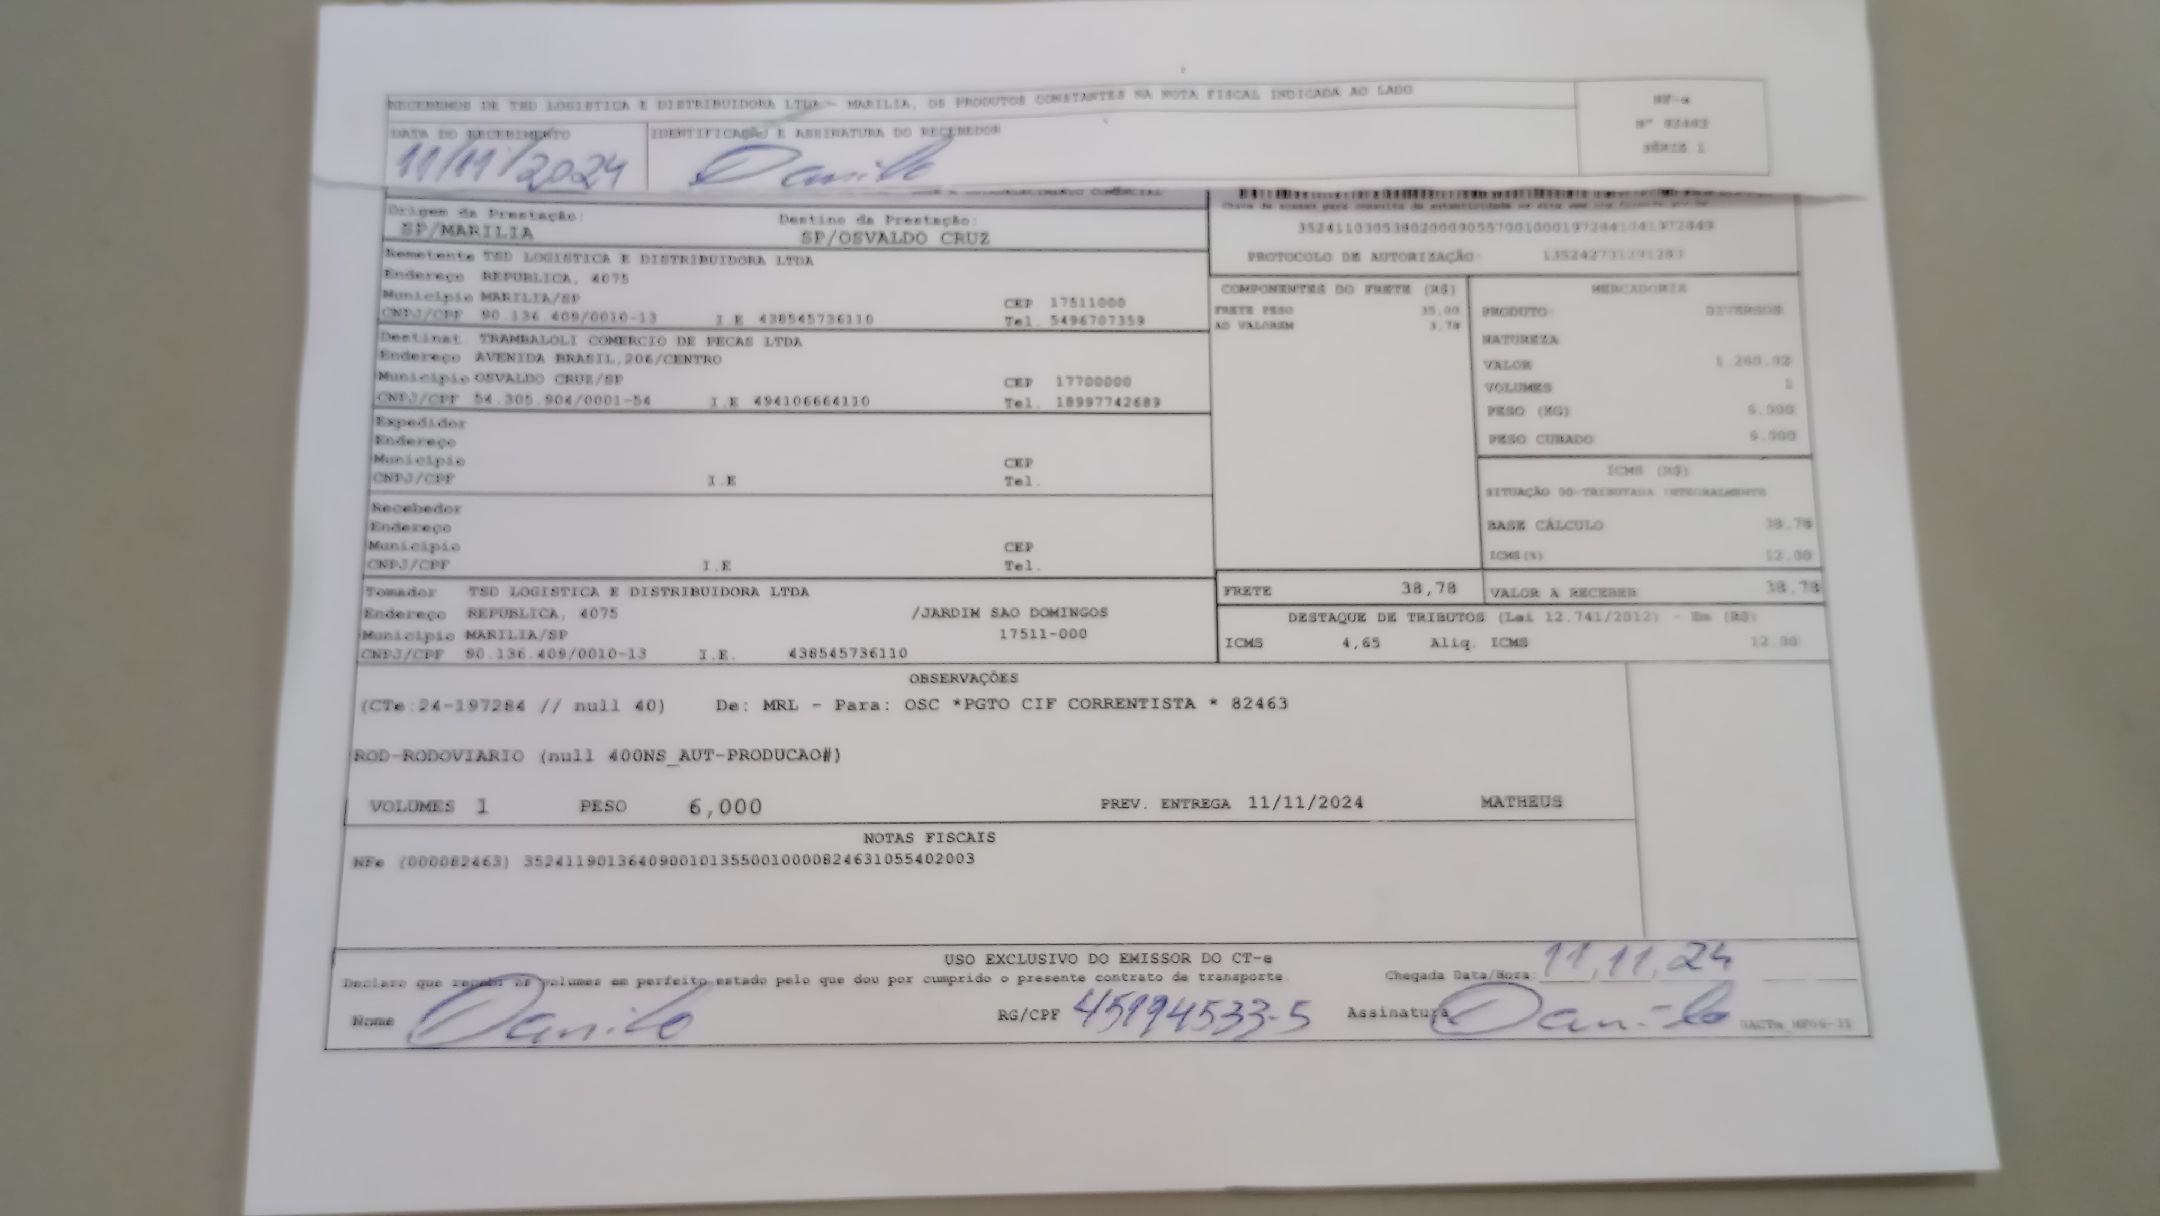 RECEBEMOS DE TSD LOGISTICA E DISTRIBUIDORA LTDA - MARILIA, OS PRODUTOS CONSTANTES NA NOTA FISCAL INDICADA AO LADO
NF-e
DATA DO RECEBIMENTO IDENTIFICAÇÃO E ASSINATURA DO RECEBEDOR
Nº 82463
SÉRIE 1
11/11/2024 Danilo
Origem da Prestação: Destino da Prestação:
SP/MARILIA SP/OSVALDO CRUZ
PROTOCOLO DE AUTORIZAÇÃO:
Remetente TSD LOGISTICA E DISTRIBUIDORA LTDA
Endereço REPUBLICA, 4075
Município MARILIA/SP CEP 17511000
CNPJ/CPF 90.136.409/0010-13 I.E 438545736110 Tel. 5496707359
COMPONENTES DO FRETE (R$)
FRETE PESO 35.00
AD VALOREM 3.78
MERCADORIA
PRODUTO: DIVERSOS
NATUREZA
VALOR
VOLUMES 1
PESO (KG)
PESO CUBADO
Destinat. TRAMBALOLI COMERCIO DE PECAS LTDA
Endereço AVENIDA BRASIL,206/CENTRO
Município OSVALDO CRUZ/SP CEP 17700000
CNPJ/CPF 54.305.904/0001-54 I.E 494106664110 Tel. 18997742689
Expedidor
Endereço
Município CEP
CNPJ/CPF I.E Tel.
ICMS (R$)
SITUAÇÃO 00-TRIBUTADA INTEGRALMENTE
BASE CÁLCULO 38.78
ICMS(%) 12.00
Recebedor
Endereço
Município CEP
CNPJ/CPF I.E Tel.
FRETE 38,78 VALOR A RECEBER 38,78
Tomador TSD LOGISTICA E DISTRIBUIDORA LTDA
Endereço REPUBLICA, 4075 /JARDIM SAO DOMINGOS
Município MARILIA/SP 17511-000
CNPJ/CPF 90.136.409/0010-13 I.E. 438545736110
DESTAQUE DE TRIBUTOS (Lei 12.741/2012) - Em (R$)
ICMS 4,65 Aliq. ICMS 12.00
OBSERVAÇÕES
(CTe:24-197284 // null 40) De: MRL - Para: OSC *PGTO CIF CORRENTISTA * 82463
ROD-RODOVIARIO (null 400NS_AUT-PRODUCAO#)
VOLUMES 1 PESO 6,000 PREV. ENTREGA 11/11/2024 MATHEUS
NOTAS FISCAIS
NFe (000082463) 35241190136409001013550010000824631055402003
USO EXCLUSIVO DO EMISSOR DO CT-e
Declaro que recebi os volumes em perfeito estado pelo que dou por cumprido o presente contrato de transporte. Chegada Data/Hora: 11, 11, 24
Nome Danilo RG/CPF 45194533-5 Assinatura Danilo